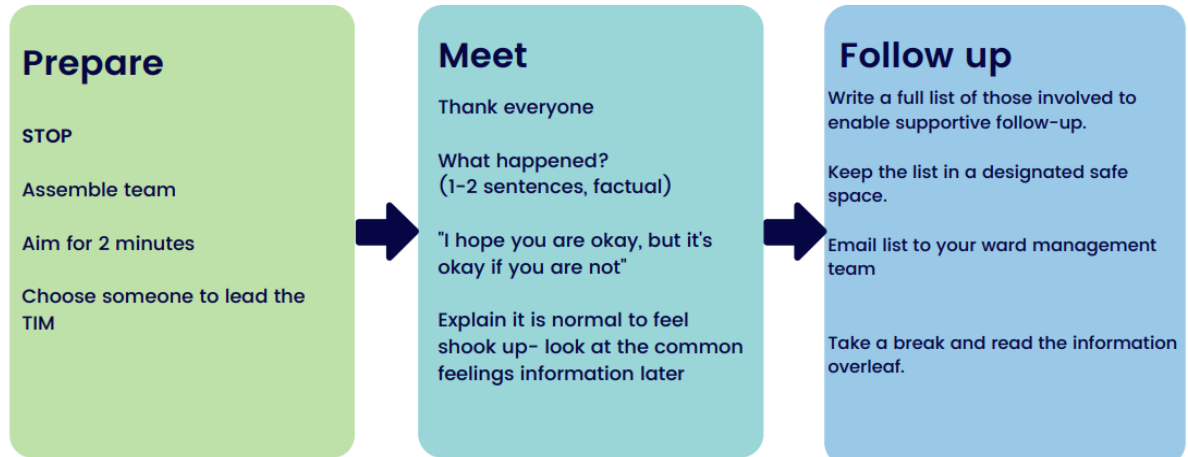 Prepare
STOP
Assemble team
Aim for 2 minutes
Choose someone to lead the
TIM
Meet
Thank everyone
What happened?
(1-2 sentences, factual)
"I hope you are okay, but it's
okay if you are not"
Explain it is normal to feel
shook up- look at the common
feelings information later
Follow up
Write a full list of those involved to
enable supportive follow-up.
Keep the list in a designated safe
space.
Email list to your ward management
team
Take a break and read the information
overleaf.